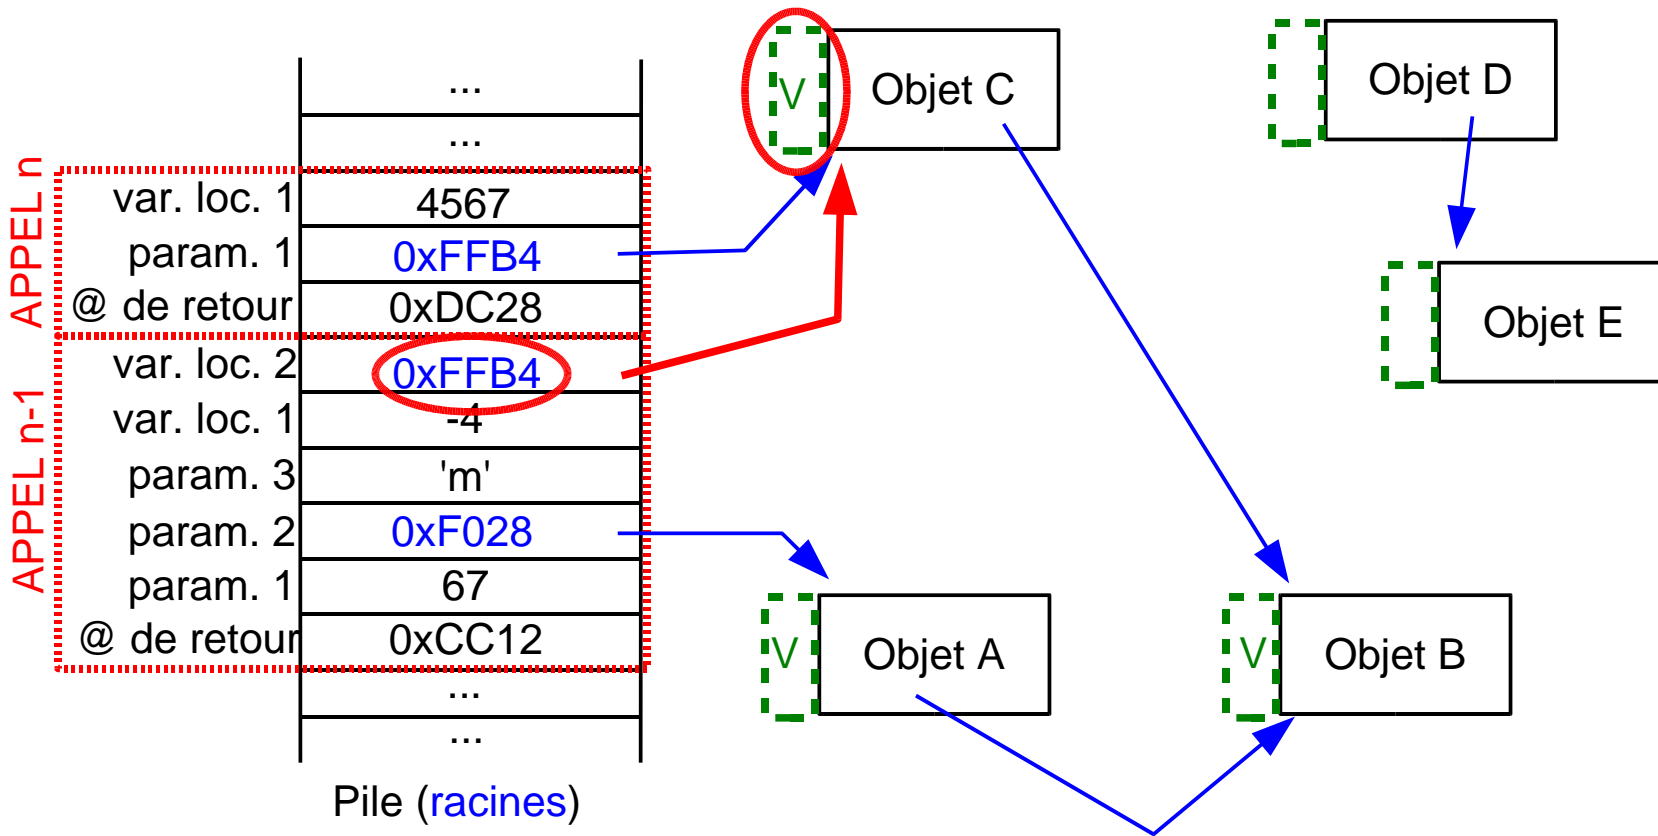 ...
...
APPEL n
var. loc. 1 4567
param. 1 0xFFB4
@ de retour 0xDC28
APPEL n-1
var. loc. 2 0xFFB4
var. loc. 1 -4
param. 3 'm'
param. 2 0xF028
param. 1 67
@ de retour 0xCC12
...
...
Pile (racines)
V Objet C
Objet D
Objet E
V Objet A
V Objet B